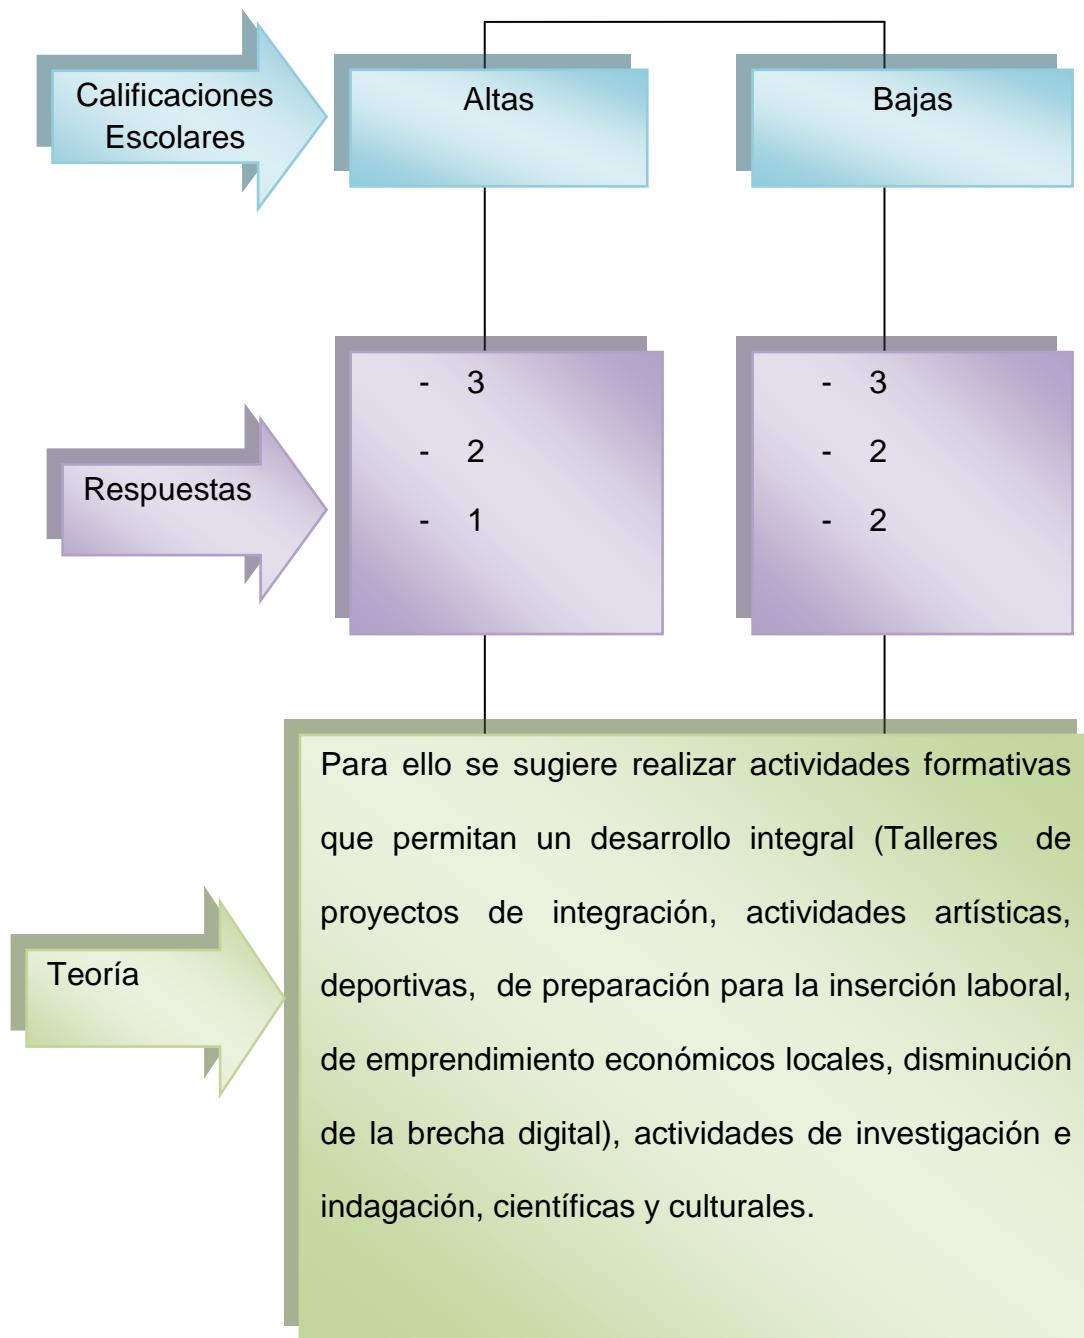 Calificaciones
Escolares
Altas
Bajas
Respuestas
- 3
- 2
- 1
- 3
- 2
- 2
Teoría
Para ello se sugiere realizar actividades formativas
que permitan un desarrollo integral (Talleres de
proyectos de integración, actividades artísticas,
deportivas, de preparación para la inserción laboral,
de emprendimiento económicos locales, disminución
de la brecha digital), actividades de investigación e
indagación, científicas y culturales.